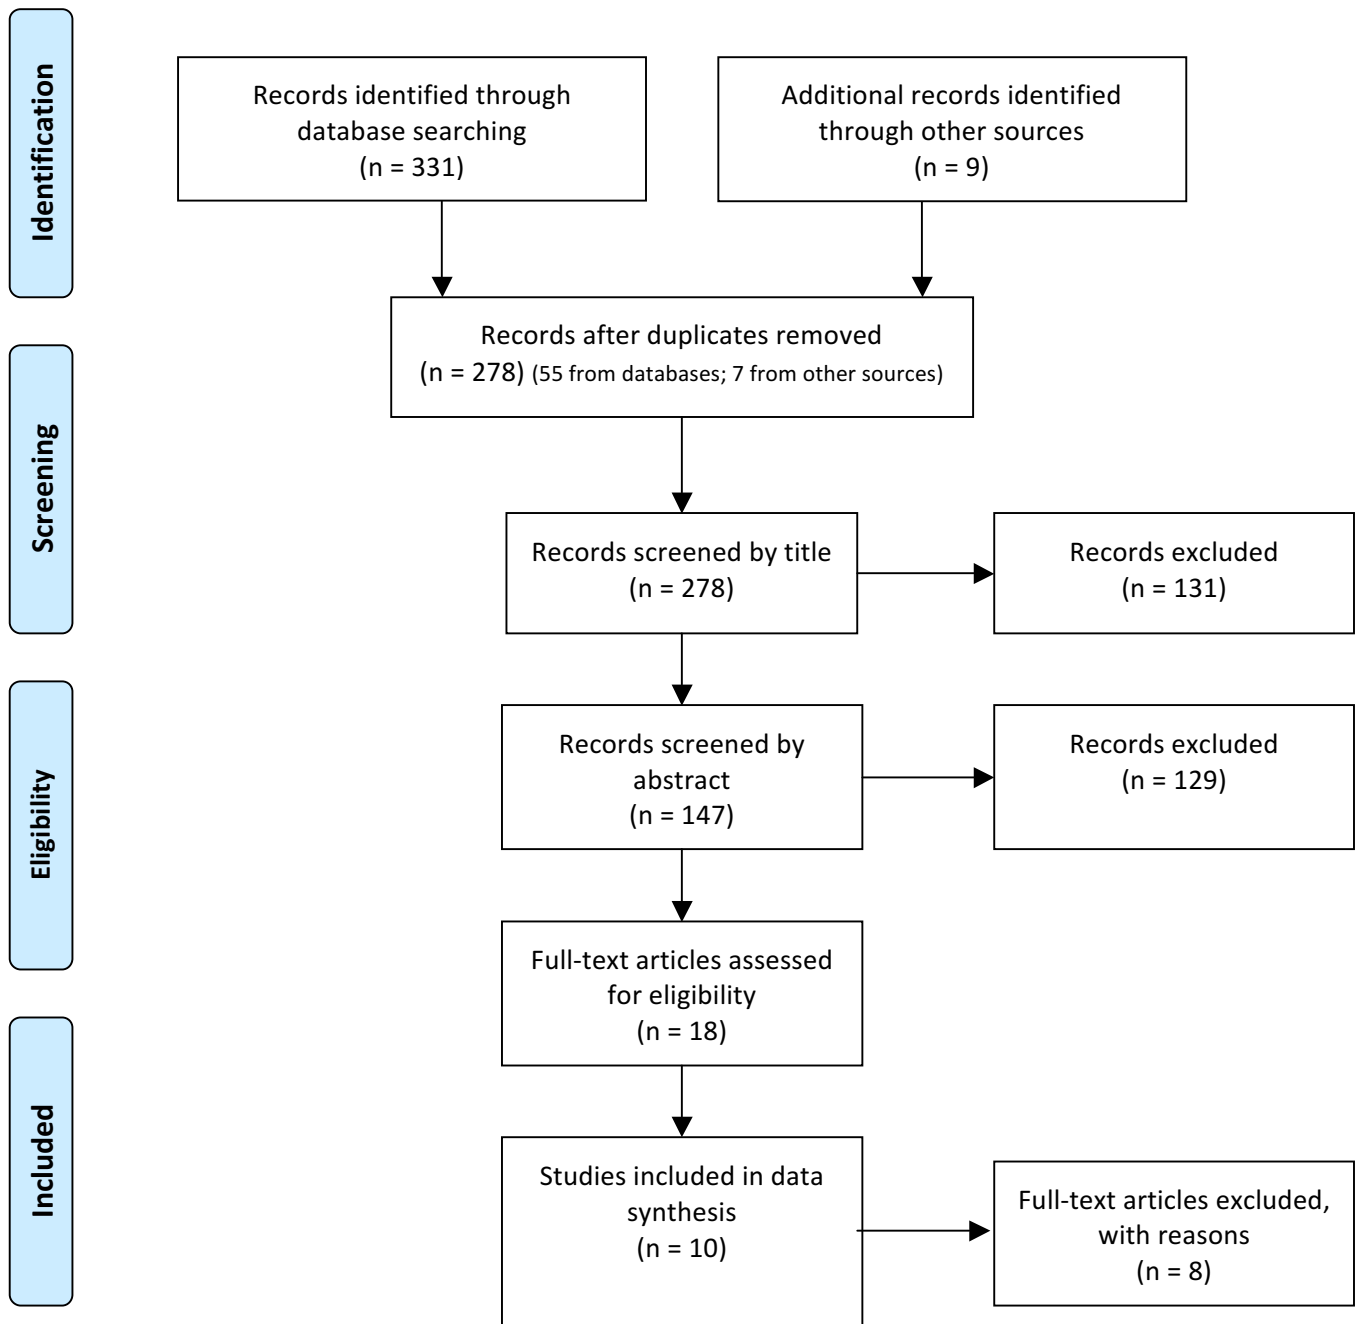 Identification
Records identified through
database searching
(n = 331)
Additional records identified
through other sources
(n = 9)
Records after duplicates removed
(n = 278) (55 from databases; 7 from other sources)
Screening
Records screened by title
(n = 278)
Records excluded
(n = 131)
Eligibility
Records screened by
abstract
(n = 147)
Records excluded
(n = 129)
Full-text articles assessed
for eligibility
(n = 18)
Included
Studies included in data
synthesis
(n = 10)
Full-text articles excluded,
with reasons
(n = 8)